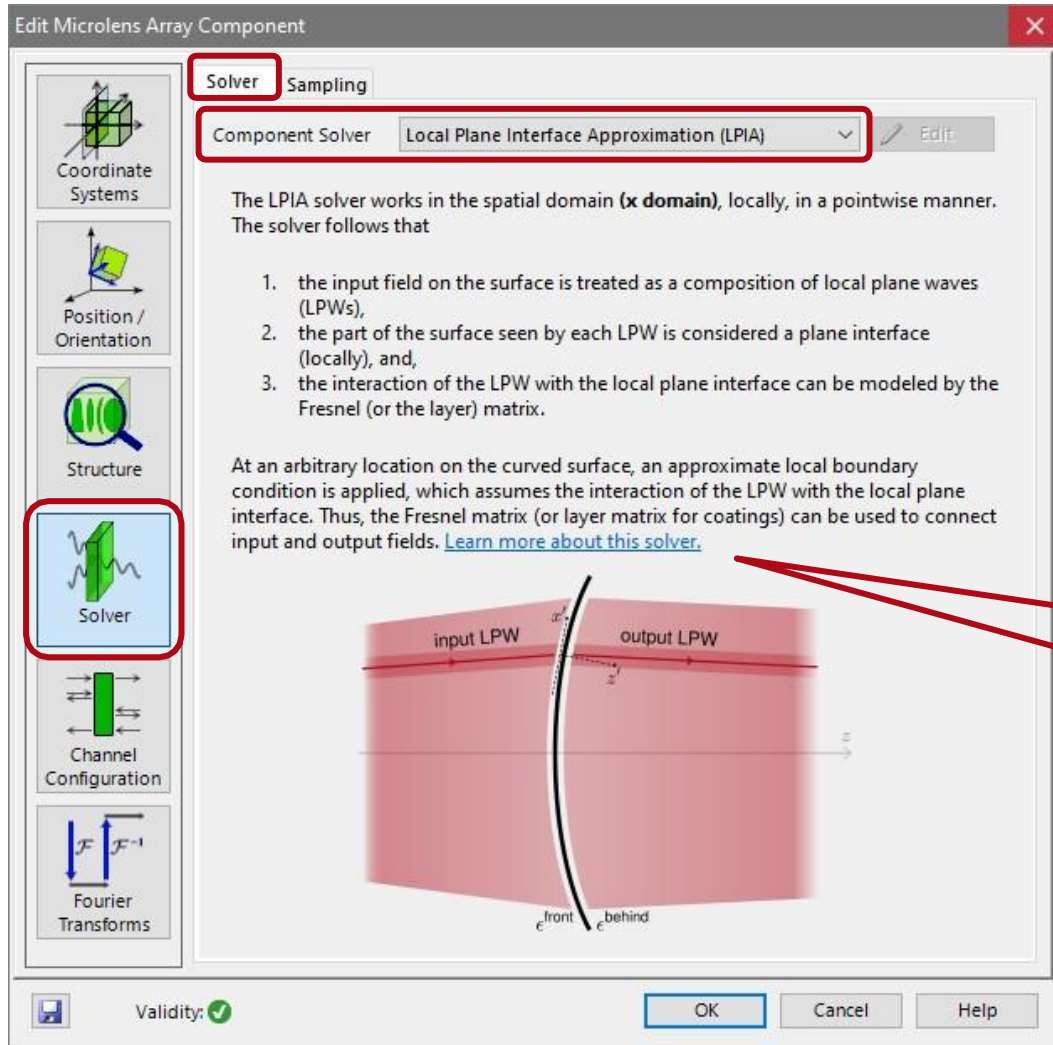 Edit Microlens Array Component
Coordinate
Systems
Position /
Orientation
Structure
Solver
Channel
Configuration
F F⁻¹
Fourier
Transforms
Solver Sampling
Component Solver Local Plane Interface Approximation (LPIA) Edit
The LPIA solver works in the spatial domain (x domain), locally, in a pointwise manner.
The solver follows that
1. the input field on the surface is treated as a composition of local plane waves
(LPWs),
2. the part of the surface seen by each LPW is considered a plane interface
(locally), and,
3. the interaction of the LPW with the local plane interface can be modeled by the
Fresnel (or the layer) matrix.
At an arbitrary location on the curved surface, an approximate local boundary
condition is applied, which assumes the interaction of the LPW with the local plane
interface. Thus, the Fresnel matrix (or layer matrix for coatings) can be used to connect
input and output fields. Learn more about this solver.
x′
input LPW output LPW
z′
z
ϵfront ϵbehind
Validity: OK Cancel Help